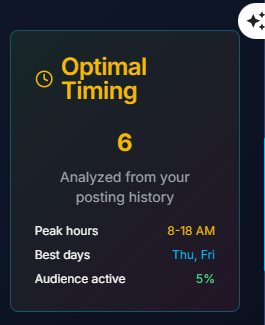 Optimal
Timing
6
Analyzed from your
posting history
Peak hours 8-18 AM
Best days Thu, Fri
Audience active 5%